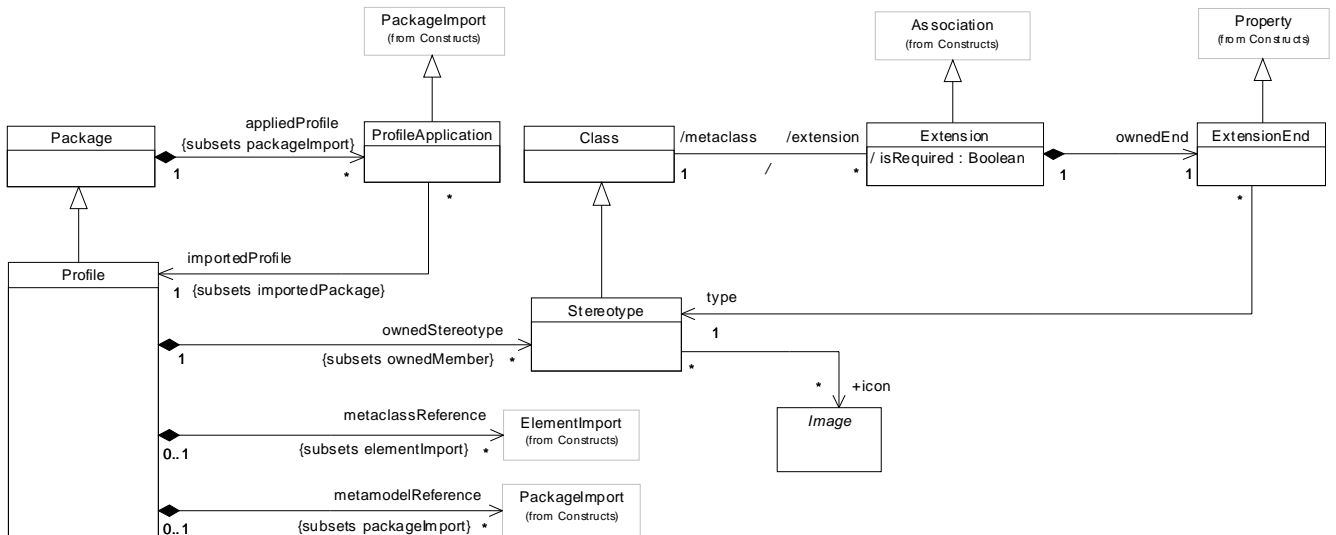 PackageImport
(from Constructs)
Association
(from Constructs)
Property
(from Constructs)
Package
appliedProfile
{subsets packageImport}
1
*
ProfileApplication
*
Class
/metaclass
/extension
1
/
*
Extension
/ isRequired : Boolean
ownedEnd
1
1
ExtensionEnd
*
Profile
importedProfile
1
{subsets importedPackage}
Stereotype
type
1
ownedStereotype
1
{subsets ownedMember}
*
*
*
+icon
Image
metaclassReference
0..1
{subsets elementImport}
*
ElementImport
(from Constructs)
metamodelReference
0..1
{subsets packageImport}
*
PackageImport
(from Constructs)